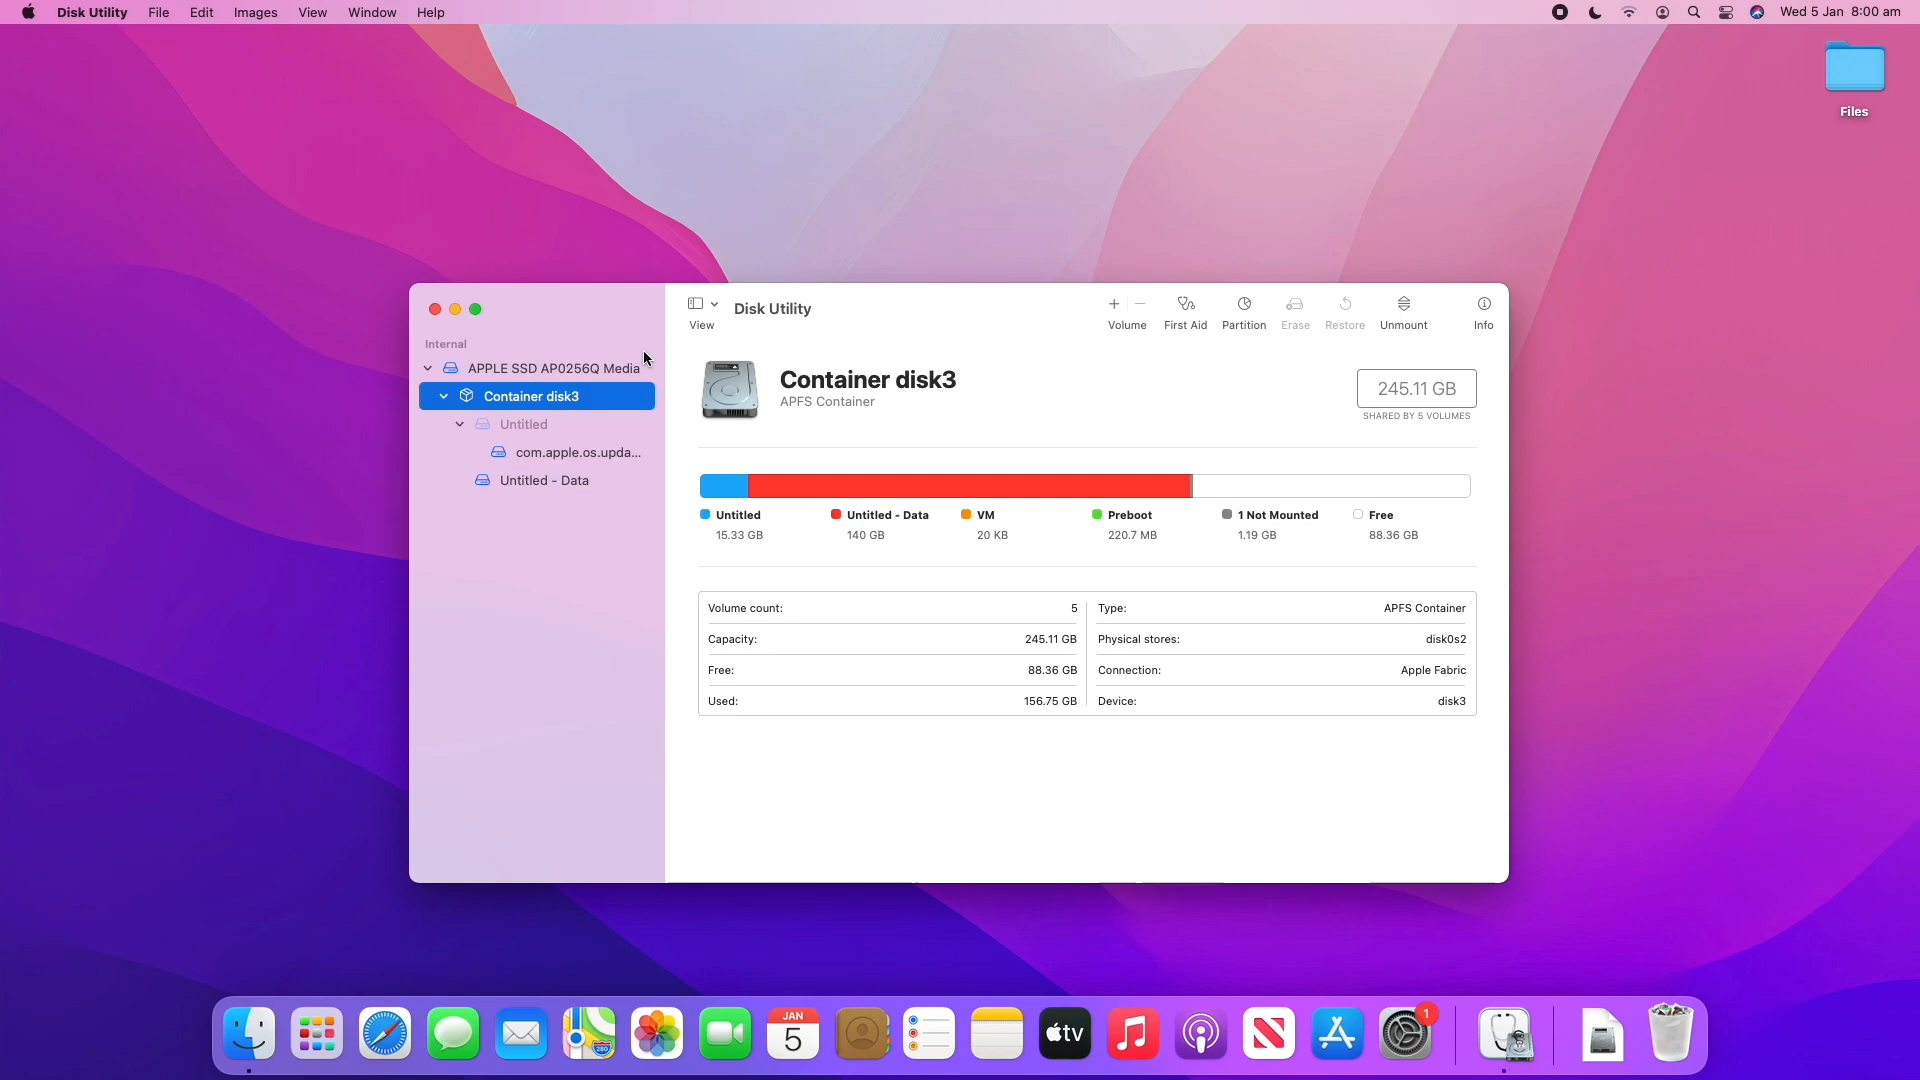 Disk Utility File Edit Images View Window Help Wed 5 Jan 8:00 am
Files
Disk Utility
View
Volume First Aid Partition Erase Restore Unmount Info
Internal
APPLE SSD AP0256Q Media
Container disk3
Untitled
com.apple.os.upda...
Untitled - Data
Container disk3
APFS Container
245.11 GB
SHARED BY 5 VOLUMES
Untitled Untitled - Data VM Preboot 1 Not Mounted Free
15.33 GB 140 GB 20 KB 220.7 MB 1.19 GB 88.36 GB
Volume count: 5 Type: APFS Container
Capacity: 245.11 GB Physical stores: disk0s2
Free: 88.36 GB Connection: Apple Fabric
Used: 156.75 GB Device: disk3
JAN
5
tv
1
280